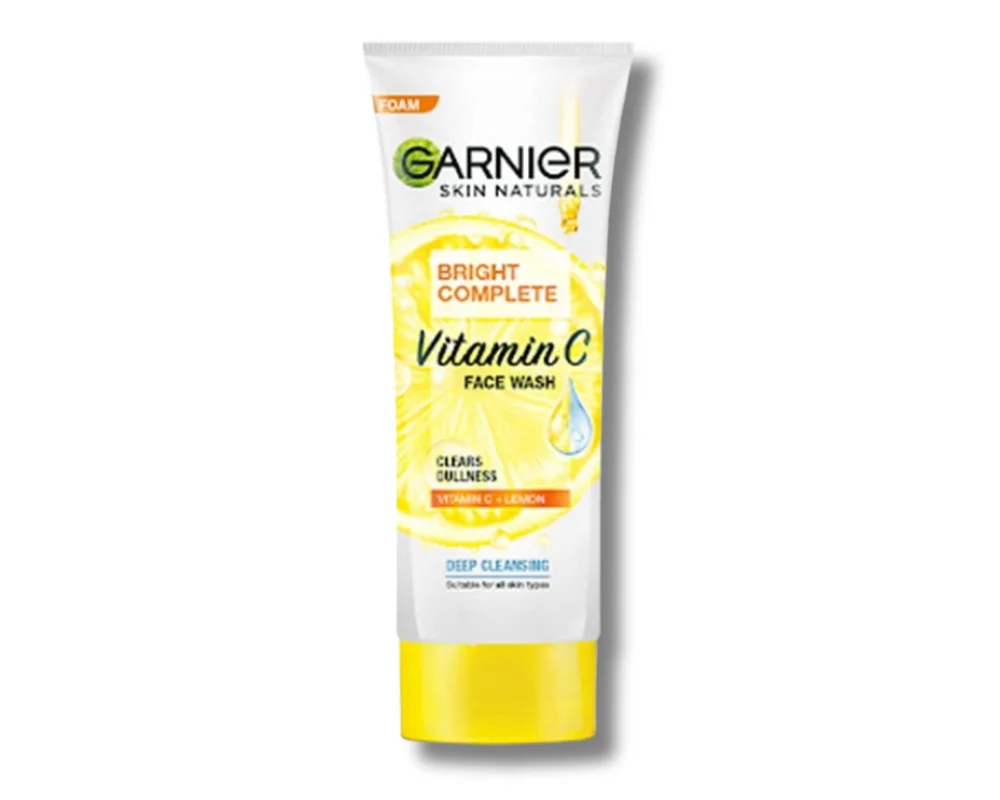 FOAM
GARNIER
SKIN NATURALS
BRIGHT
COMPLETE
Vitamin C
FACE WASH
CLEARS
DULLNESS
VITAMIN C + LEMON
DEEP CLEANSING
Suitable for all skin types